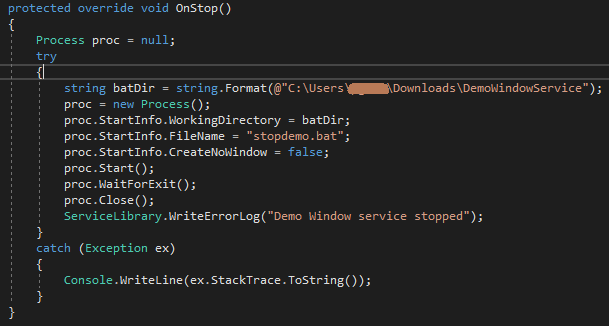 protected override void OnStop()
{
Process proc = null;
try
{
string batDir = string.Format(@"C:\Users\\Downloads\DemoWindowService");
proc = new Process();
proc.StartInfo.WorkingDirectory = batDir;
proc.StartInfo.FileName = "stopdemo.bat";
proc.StartInfo.CreateNoWindow = false;
proc.Start();
proc.WaitForExit();
proc.Close();
ServiceLibrary.WriteErrorLog("Demo Window service stopped");
}
catch (Exception ex)
{
Console.WriteLine(ex.StackTrace.ToString());
}
}